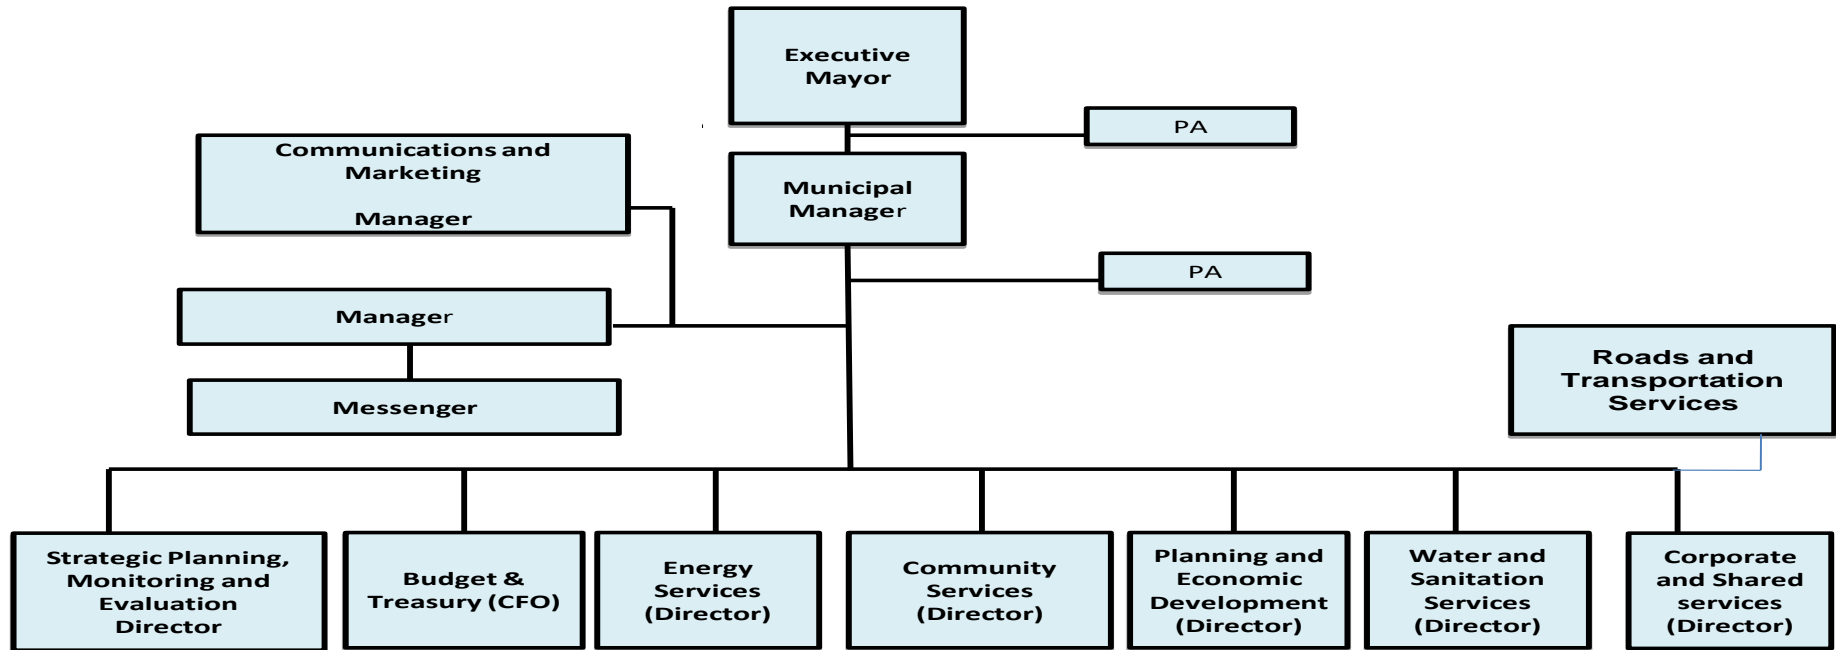 Executive
Mayor
PA
Communications and
Marketing
Manager
Municipal
Manager
PA
Manager
Messenger
Roads and
Transportation
Services
Strategic Planning,
Monitoring and
Evaluation
Director
Budget &
Treasury (CFO)
Energy
Services
(Director)
Community
Services
(Director)
Planning and
Economic
Development
(Director)
Water and
Sanitation
Services
(Director)
Corporate
and Shared
services
(Director)